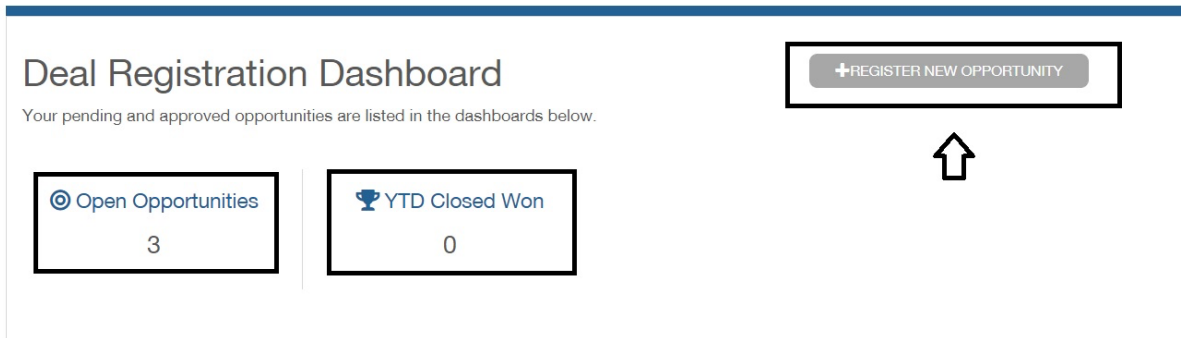 Deal Registration Dashboard
+REGISTER NEW OPPORTUNITY
Your pending and approved opportunities are listed in the dashboards below.
Open Opportunities
3
YTD Closed Won
0